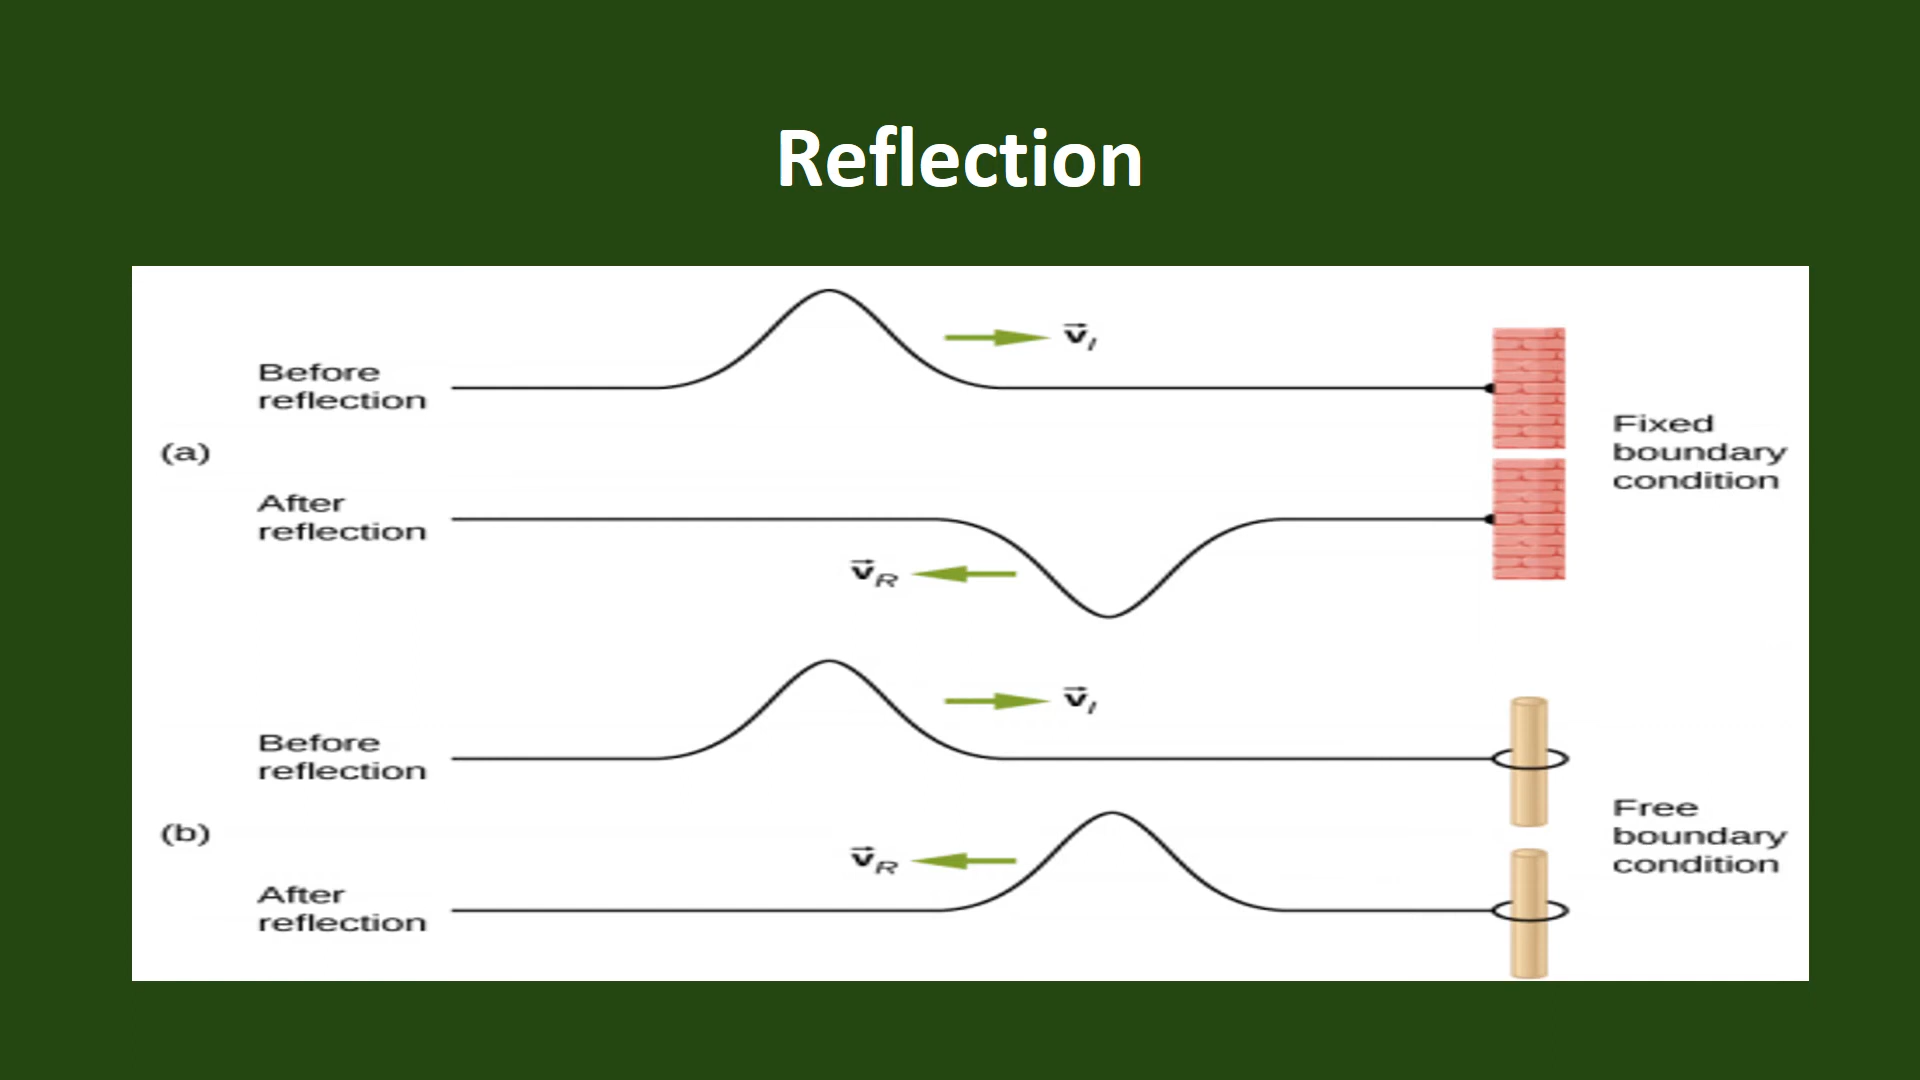 Reflection
Before
reflection
v⃗I
(a)
Fixed
boundary
condition
After
reflection
v⃗R
Before
reflection
v⃗I
(b)
Free
boundary
condition
After
reflection
v⃗R